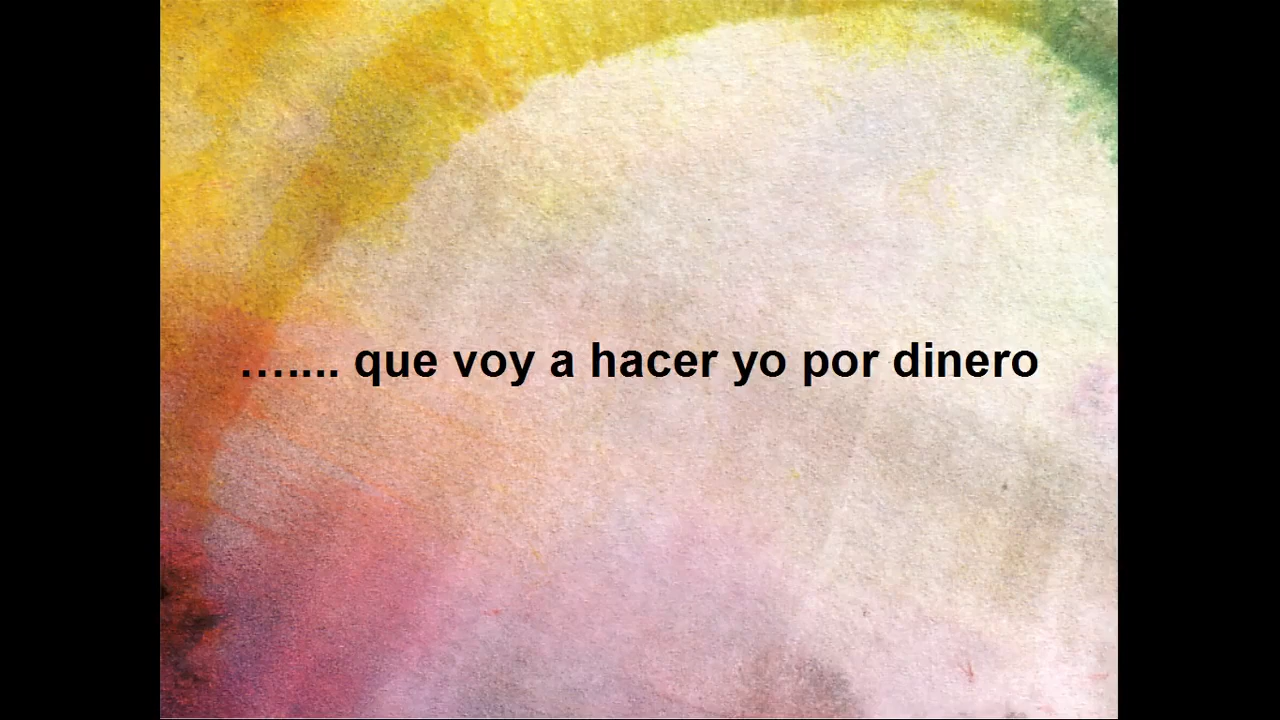 .......... que voy a hacer yo por dinero